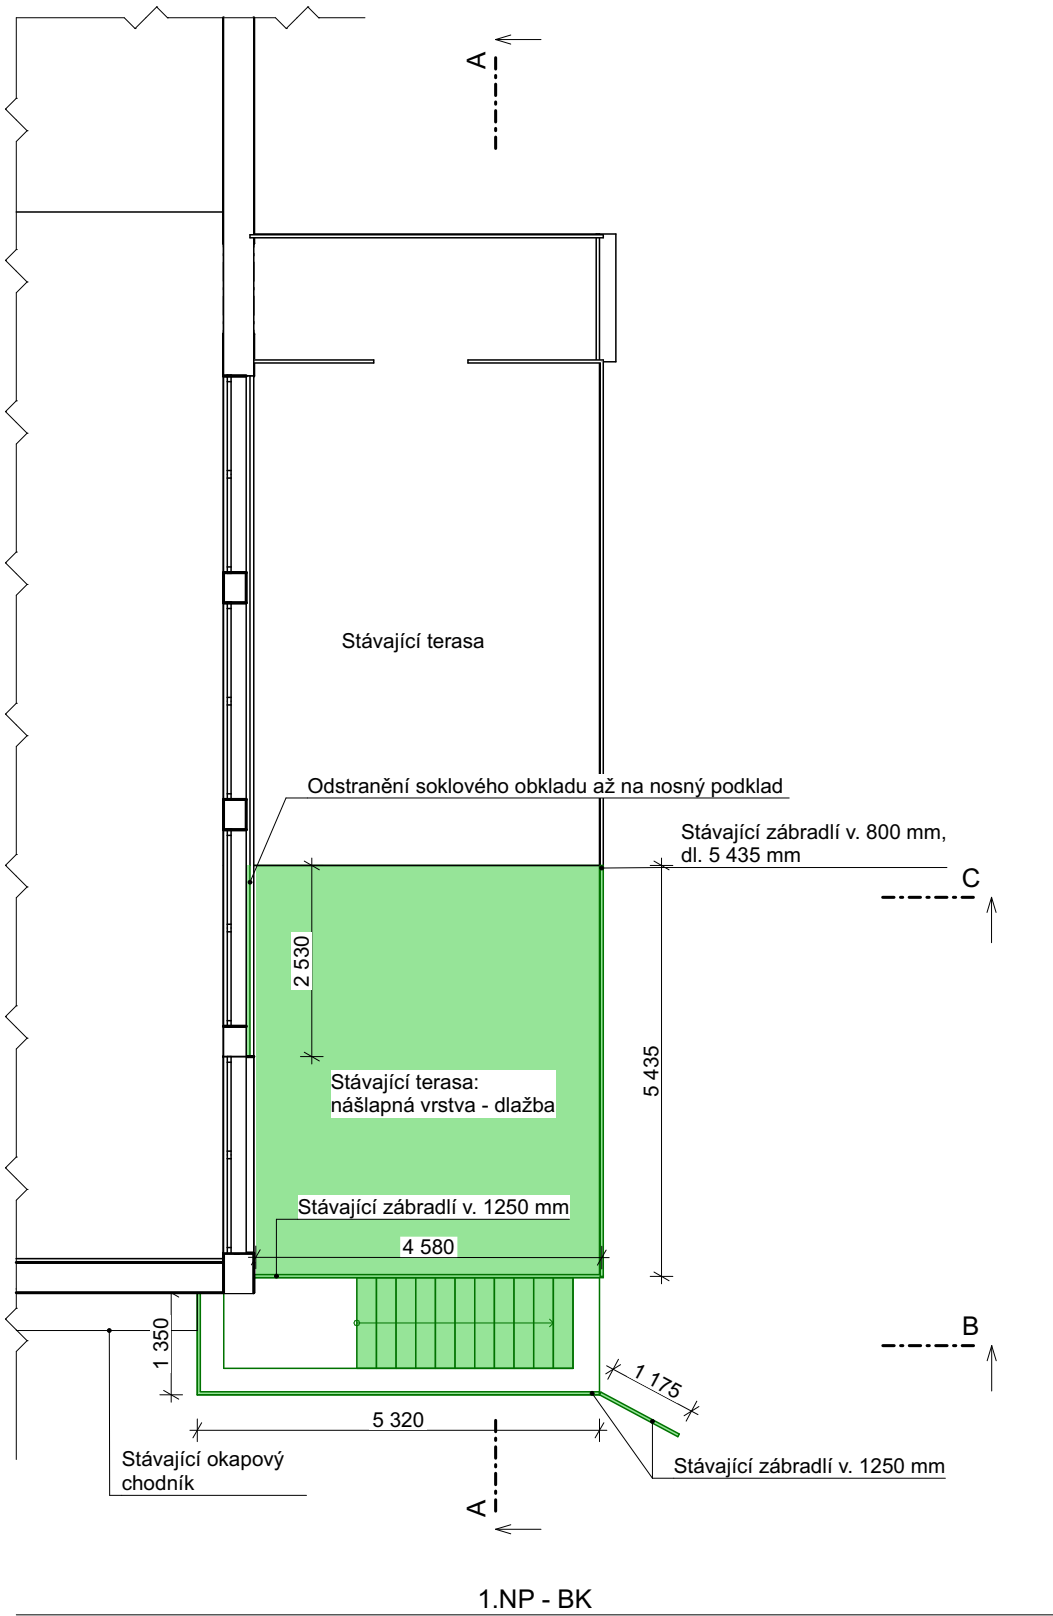 A
Stávající terasa
Odstranění soklového obkladu až na nosný podklad
Stávající zábradlí v. 800 mm,
dl. 5 435 mm
C
2 530
5 435
Stávající terasa:
nášlapná vrstva - dlažba
Stávající zábradlí v. 1250 mm
4 580
1 350
B
1 175
5 320
Stávající okapový
chodník
Stávající zábradlí v. 1250 mm
A
1.NP - BK